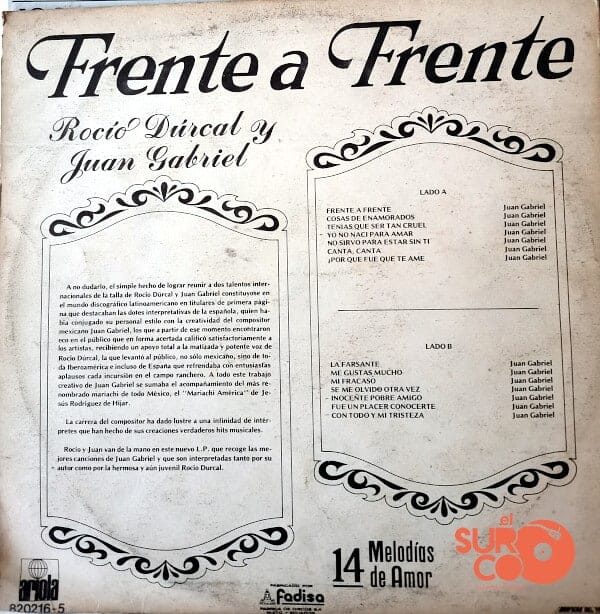 Frente a Frente
Rocío Dúrcal y
Juan Gabriel
A no dudarlo, el simple hecho de lograr reunir a dos talentos inter-
nacionales de la talla de Rocío Dúrcal y Juan Gabriel constituyose en
el mundo discográfico latinoamericano en titulares de primera pági-
na que destacaban las dotes interpretativas de la española, quien ha-
bía conjugado su personal estilo con la creatividad del compositor
mexicano Juan Gabriel, los que a partir de ese momento encontraron
eco en el público que en forma acertada calificó satisfactoriamente a
los artistas, recibiendo un apoyo total a la matizada y potente voz de
Rocío Dúrcal, la que levantó al público, no sólo mexicano, sino de to-
da Iberoamérica e incluso de España que refrendaba con entusiastas
aplausos cada incursión en el campo ranchero. A todo este trabajo
creativo de Juan Gabriel se sumaba el acompañamiento del más re-
nombrado mariachi de todo México, el "Mariachi América" de Je-
sús Rodríguez de Híjar.
La carrera del compositor ha dado lustre a una infinidad de intér-
pretes que han hecho de sus creaciones verdaderos hits musicales.
Rocío y Juan van de la mano en este nuevo L.P. que recoge las me-
jores canciones de Juan Gabriel y que son interpretadas tanto por su
autor como por la hermosa y aún juvenil Rocío Durcal.
LADO A
FRENTE A FRENTE Juan Gabriel
COSAS DE ENAMORADOS Juan Gabriel
TENIAS QUE SER TAN CRUEL Juan Gabriel
YO NO NACI PARA AMAR Juan Gabriel
NO SIRVO PARA ESTAR SIN TI Juan Gabriel
CANTA, CANTA Juan Gabriel
¡POR QUE FUE QUE TE AME Juan Gabriel
LADO B
LA FARSANTE Juan Gabriel
ME GUSTAS MUCHO Juan Gabriel
MI FRACASO Juan Gabriel
SE ME OLVIDO OTRA VEZ Juan Gabriel
INOCENTE POBRE AMIGO Juan Gabriel
FUE UN PLACER CONOCERTE Juan Gabriel
CON TODO Y MI TRISTEZA Juan Gabriel
el
SURCO
ariola
820216-5
FABRICADO POR
fadisa
FABRICA DE DISCOS S.A.
14 Melodías
de Amor